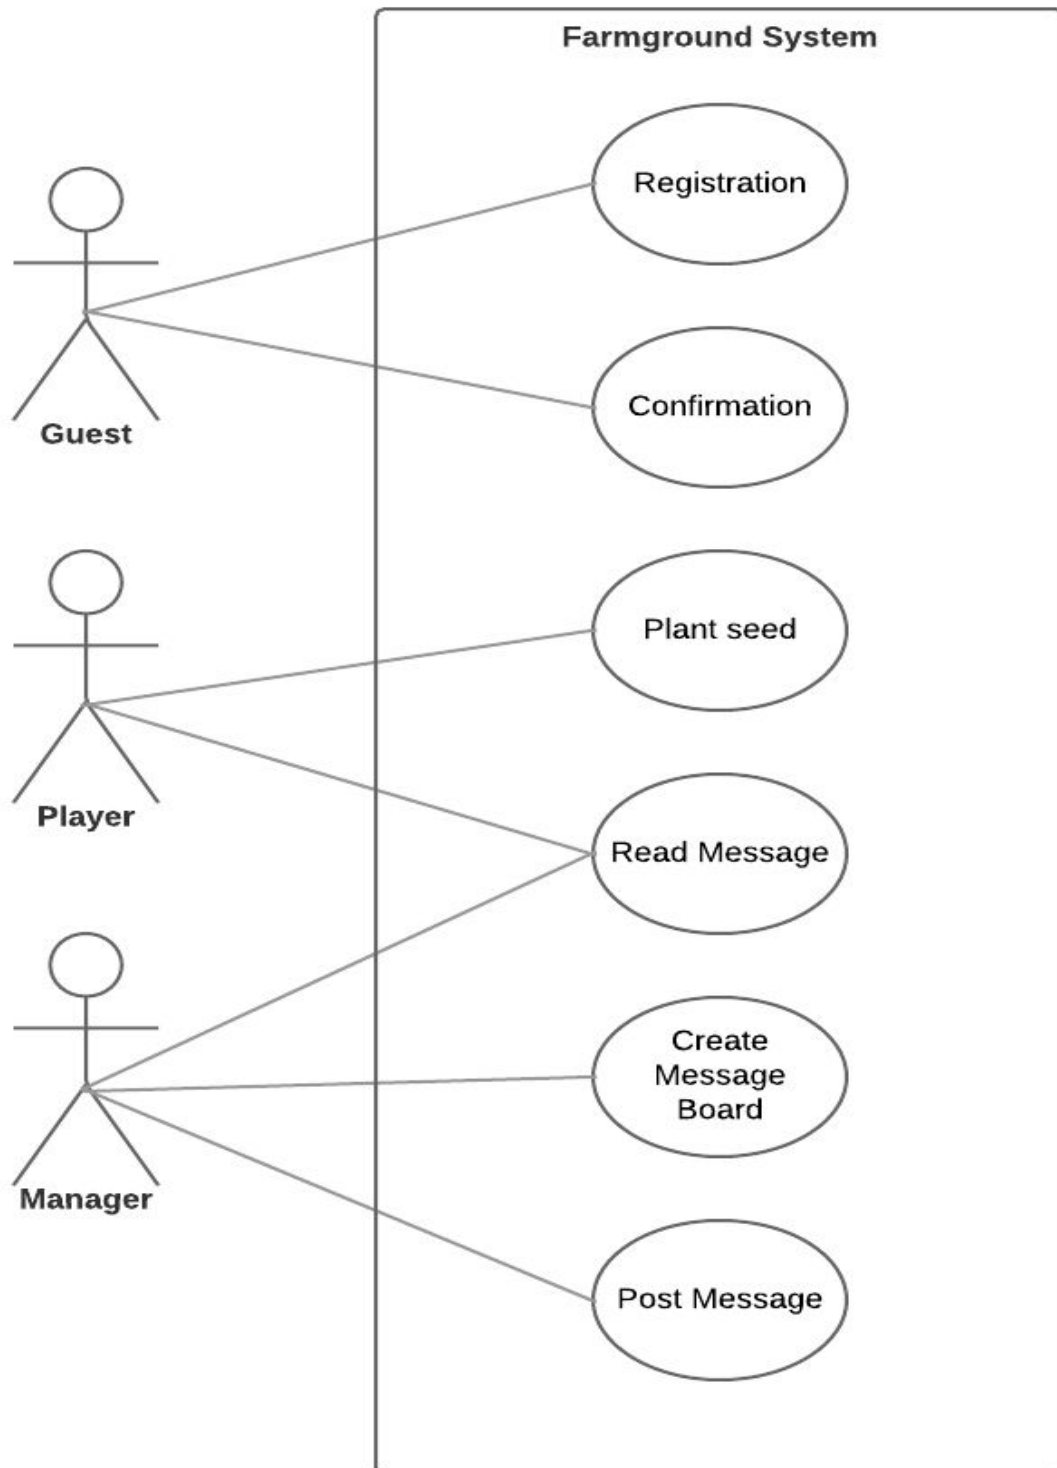 Farmground System
Registration
Confirmation
Guest
Plant seed
Player
Read Message
Create
Message
Board
Manager
Post Message